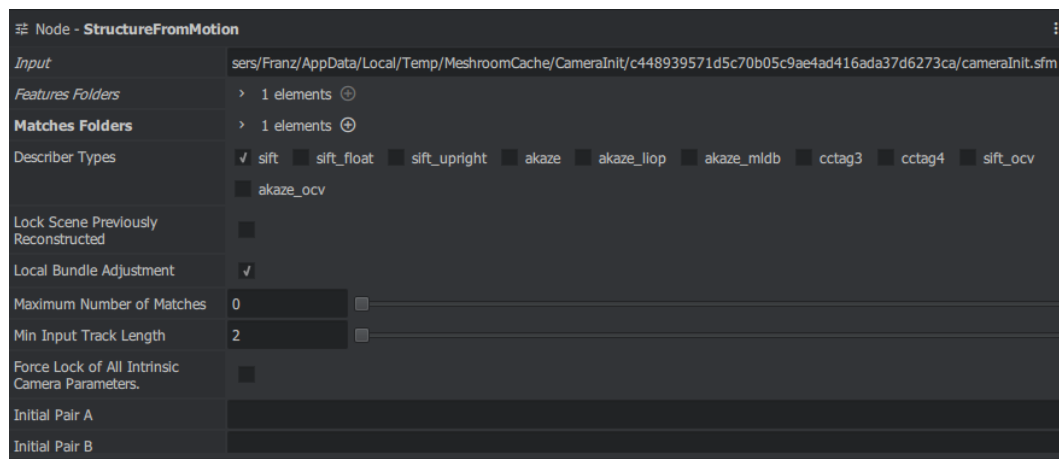 Node - StructureFromMotion
Input sers/Franz/AppData/Local/Temp/MeshroomCache/CameraInit/c448939571d5c70b05c9ae4ad416ada37d6273ca/cameraInit.sfm
Features Folders 1 elements
Matches Folders 1 elements
Describer Types sift sift_float sift_upright akaze akaze_liop akaze_mldb cctag3 cctag4 sift_ocv
akaze_ocv
Lock Scene Previously
Reconstructed
Local Bundle Adjustment
Maximum Number of Matches 0
Min Input Track Length 2
Force Lock of All Intrinsic
Camera Parameters.
Initial Pair A
Initial Pair B